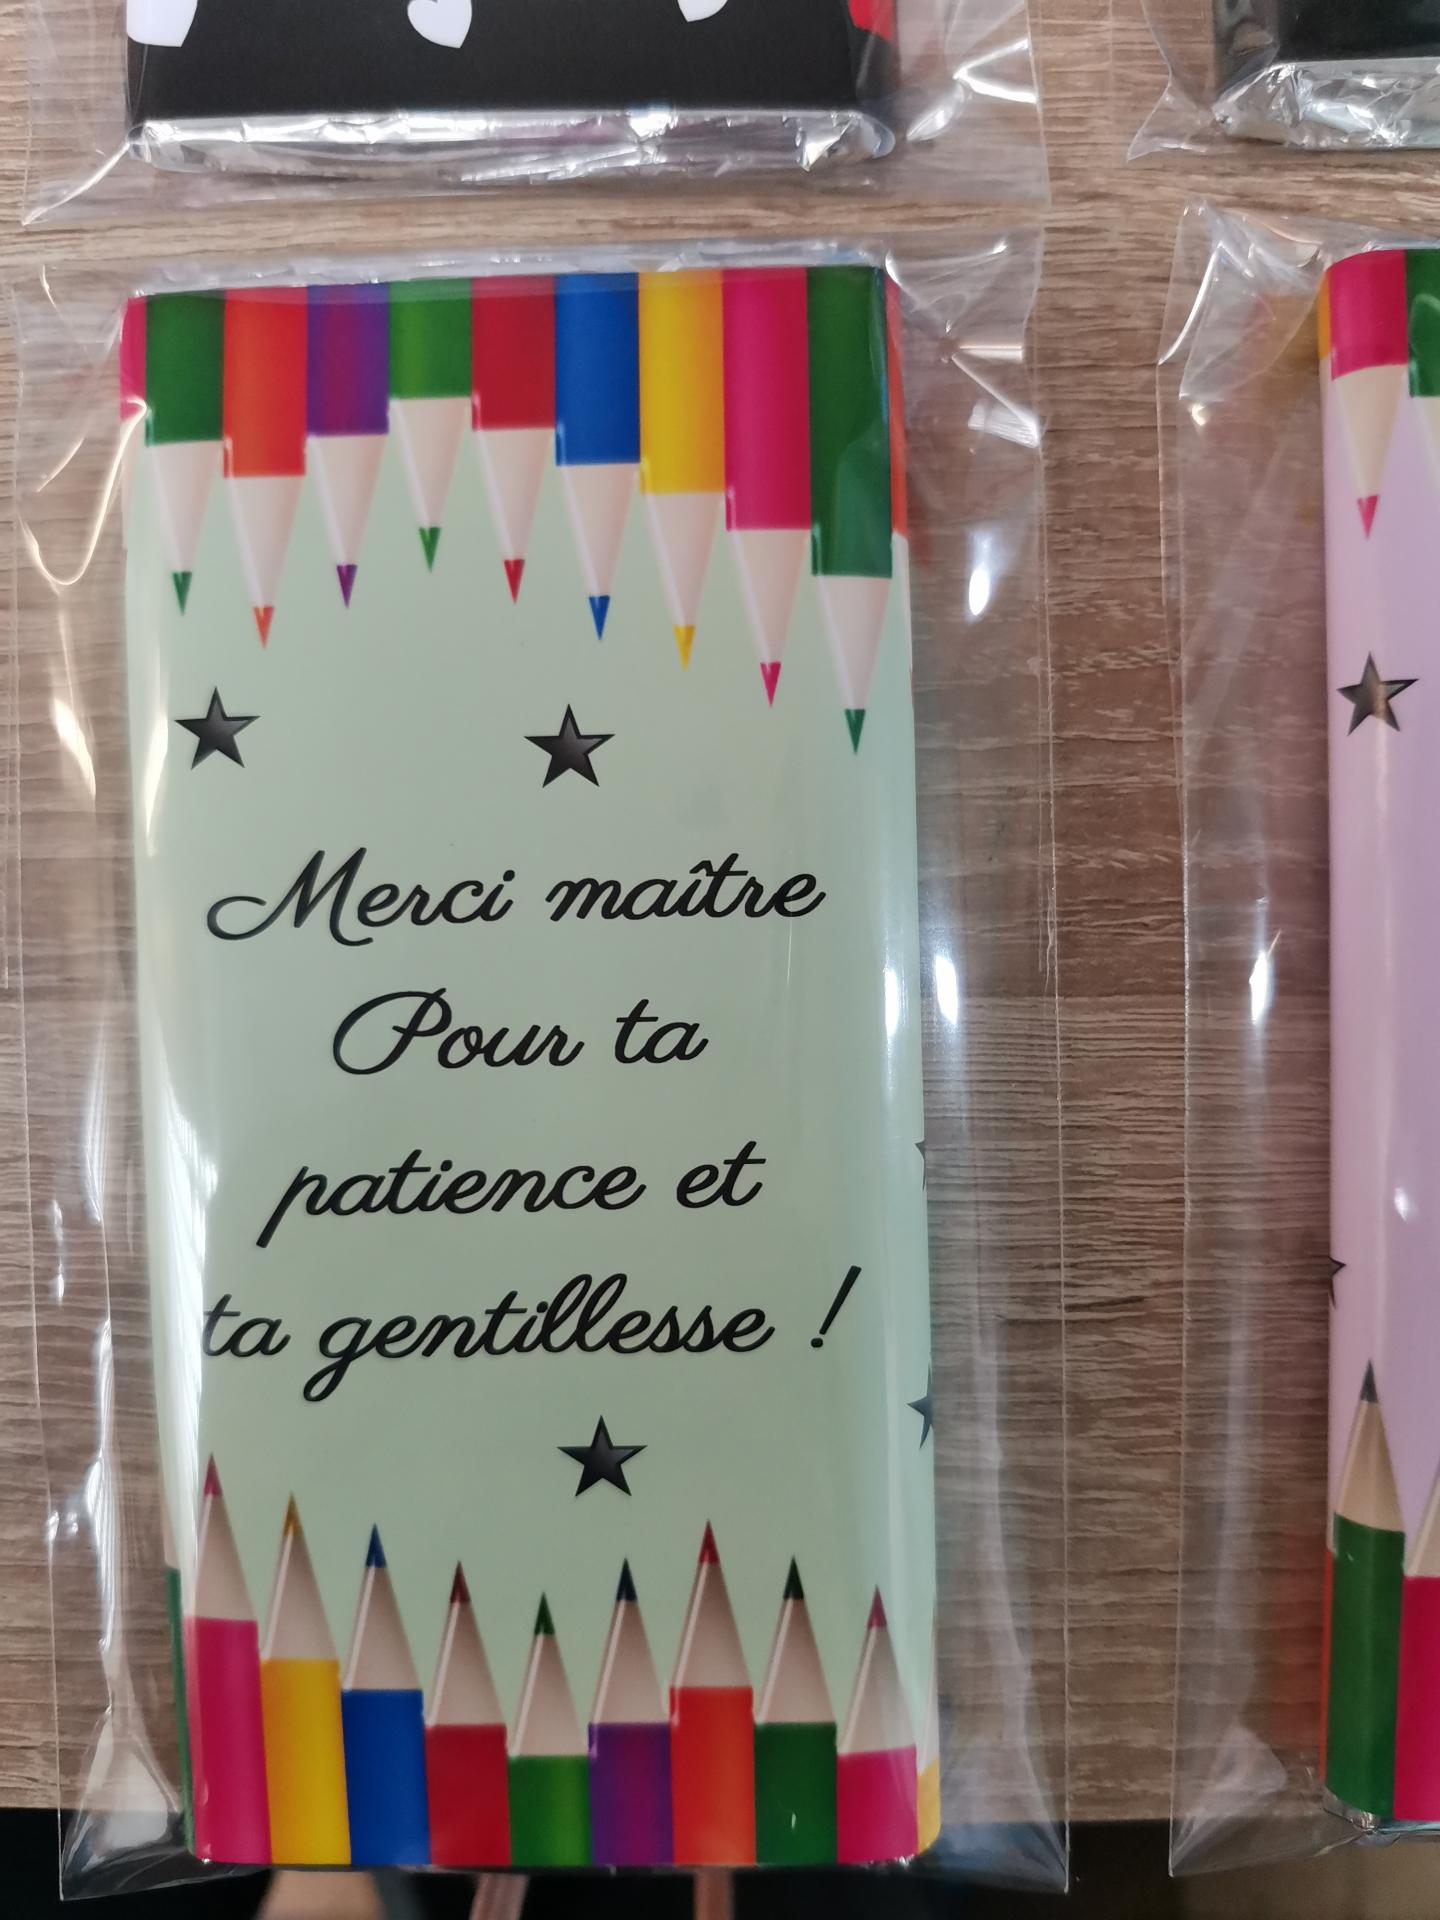 Merci maître
Pour ta
patience et
ta gentillesse !